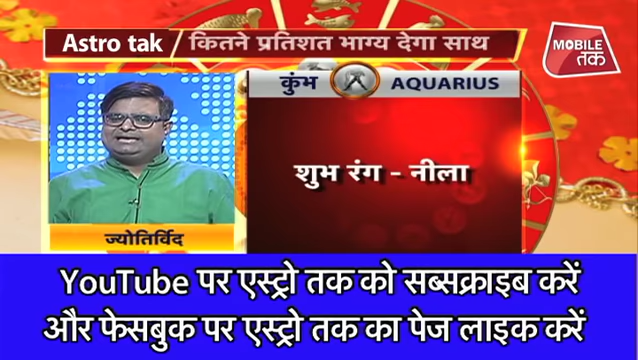 Astro tak कितने प्रतिशत भाग्य देगा साथ
MOBILE
तक
कुंभ AQUARIUS
शुभ रंग - नीला
ज्योतिर्विद
YouTube पर एस्ट्रो तक को सब्सक्राइब करें
और फेसबुक पर एस्ट्रो तक का पेज लाइक करें